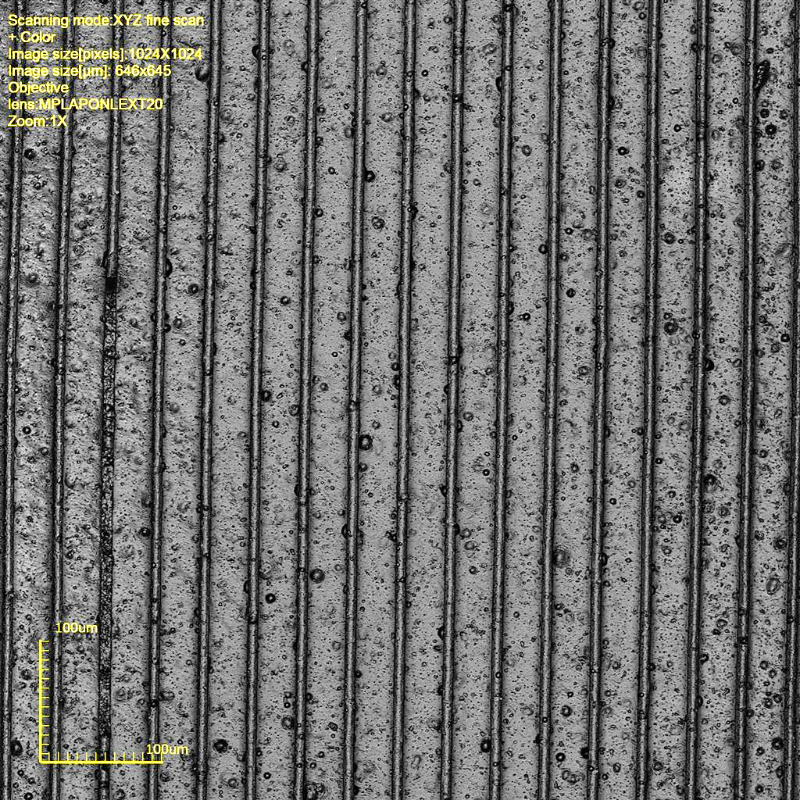 Scanning mode:XYZ fine scan
+ Color
Image size[pixels]:1024X1024
Image size[µm]: 646x645
Objective
lens:MPLAPONLEXT20
Zoom:1X
100um
100um